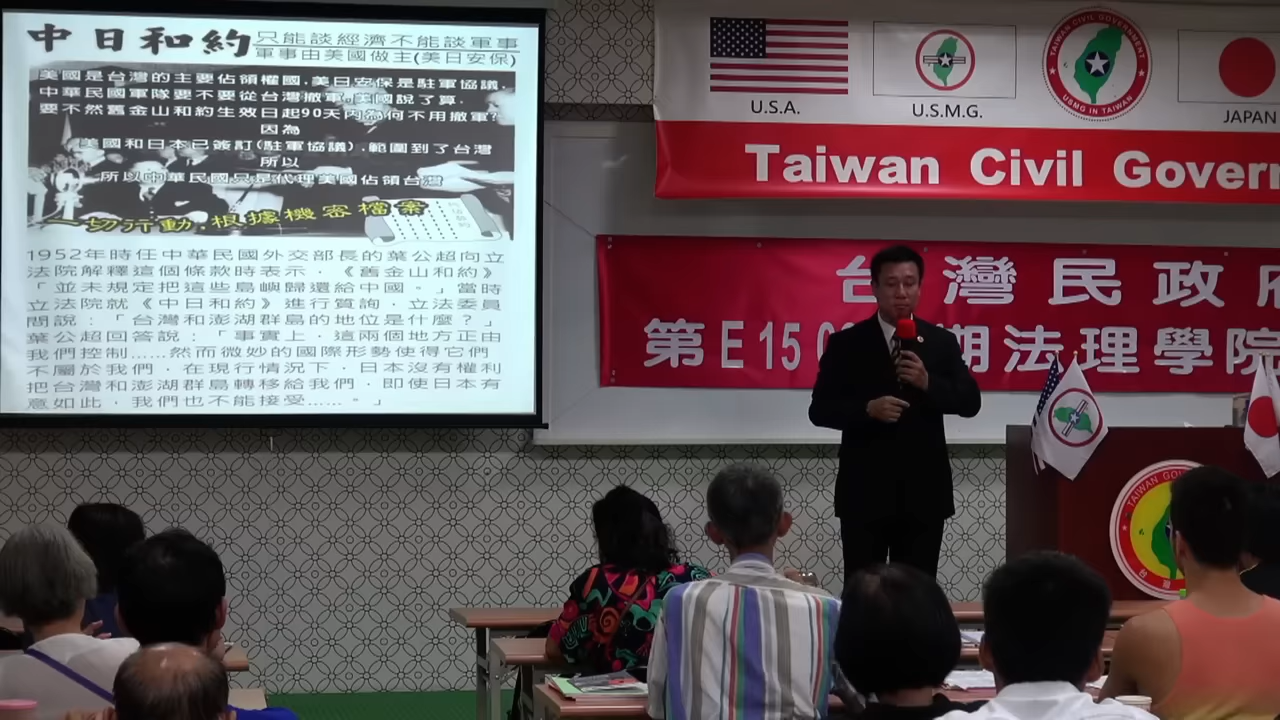 中日和約
只能談經濟不能談軍事
軍事由美國做主(美日安保)
美國是台灣的主要佔領權國,美日安保是駐軍協議,
中華民國軍隊要不要從台灣撤軍,美國說了算,
要不然舊金山和約生效日起90天內為何不用撤軍?
因為
美國和日本已簽訂(駐軍協議),範圍到了台灣
所以
所以中華民國只是代理美國佔領台灣
一切行動,根據機密檔案
1952年時任中華民國外交部長的葉公超向立
法院解釋這個條款時表示,《舊金山和約》
「並未規定把這些島嶼歸還給中國。」當時
立法院就《中日和約》進行質詢,立法委員
問說:「台灣和澎湖群島的地位是什麼?」
葉公超回答說:「事實上,這兩個地方正由
我們控制……然而微妙的國際形勢使得它們
不屬於我們,在現行情況下,日本沒有權利
把台灣和澎湖群島轉移給我們,即使日本有
意如此,我們也不能接受……。」
U.S.A.
U.S.M.G.
TAIWAN CIVIL GOVERNMENT
USMG IN TAIWAN
JAPAN
Taiwan Civil Govern
台灣民政府
第E15 期法理學院
TAIWAN GOV